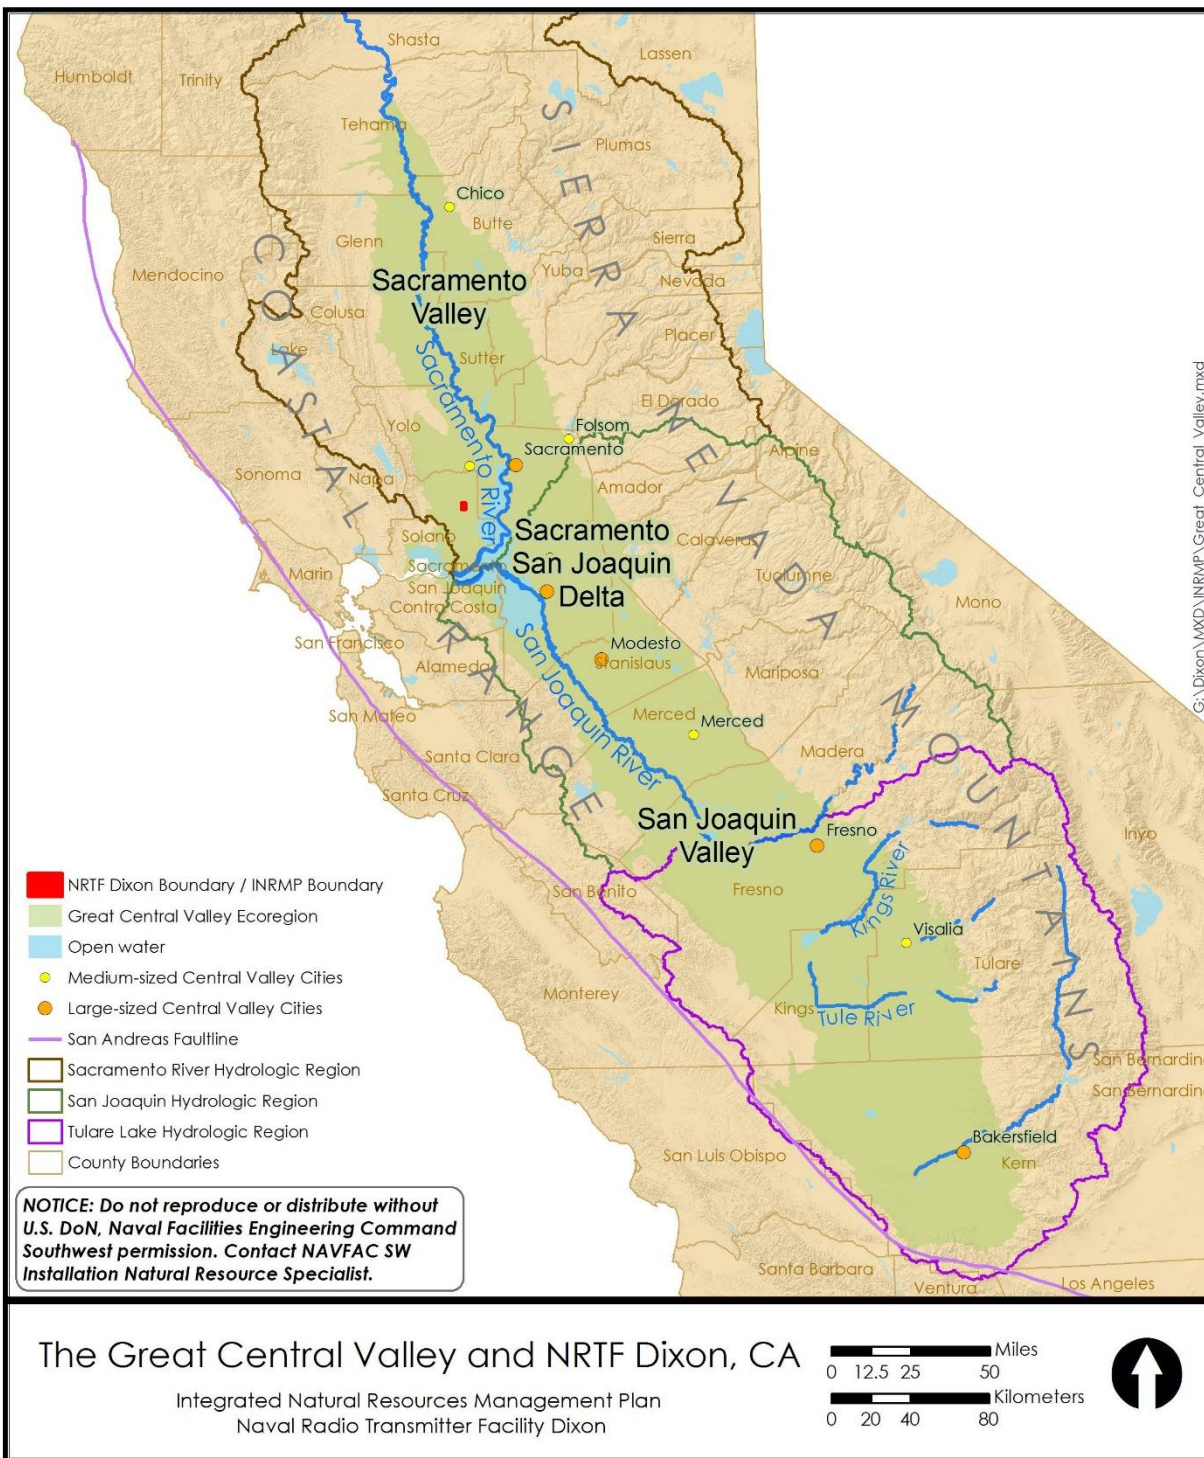 Shasta
Lassen
Humboldt
Trinity
Tehama
Plumas
SIERRA
Chico
Butte
Glenn
Sierra
Mendocino
Yuba
Nevada
COASTAL
Sacramento
Valley
Colusa
Placer
Lake
Sutter
Sacramento River
El Dorado
NEVADA
Yolo
Folsom
Sacramento
Alpine
Sonoma
Napa
Amador
Solano
Sacramento
San Joaquin
Delta
Calaveras
Sacramento
Marin
San Joaquin
Tuolumne
Contra Costa
Mono
San Francisco
Modesto
Stanislaus
Alameda
RANGE
San Joaquin River
Mariposa
MOUNTAINS
San Mateo
Merced
Merced
Santa Clara
Madera
Santa Cruz
San Joaquin
Valley
Fresno
Inyo
San Benito
Fresno
Kings River
Visalia
Tulare
Monterey
Kings
Tule River
San Bernardino
San Bernardino
Bakersfield
San Luis Obispo
Kern
Santa Barbara
Ventura
Los Angeles
G:\Dixon\MXD\INRMP\Great Central Valley.mxd
NRTF Dixon Boundary / INRMP Boundary
Great Central Valley Ecoregion
Open water
Medium-sized Central Valley Cities
Large-sized Central Valley Cities
San Andreas Faultline
Sacramento River Hydrologic Region
San Joaquin Hydrologic Region
Tulare Lake Hydrologic Region
County Boundaries
NOTICE: Do not reproduce or distribute without
U.S. DoN, Naval Facilities Engineering Command
Southwest permission. Contact NAVFAC SW
Installation Natural Resource Specialist.
The Great Central Valley and NRTF Dixon, CA
Integrated Natural Resources Management Plan
Naval Radio Transmitter Facility Dixon
Miles
0 12.5 25 50
Kilometers
0 20 40 80